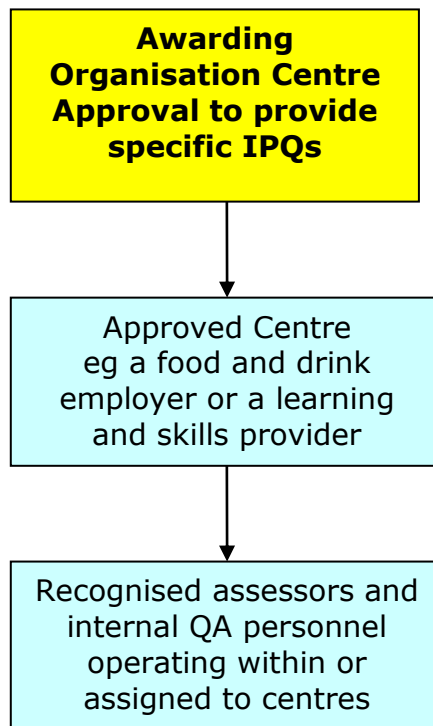 Awarding
Organisation Centre
Approval to provide
specific IPQs
Approved Centre
eg a food and drink
employer or a learning
and skills provider
Recognised assessors and
internal QA personnel
operating within or
assigned to centres